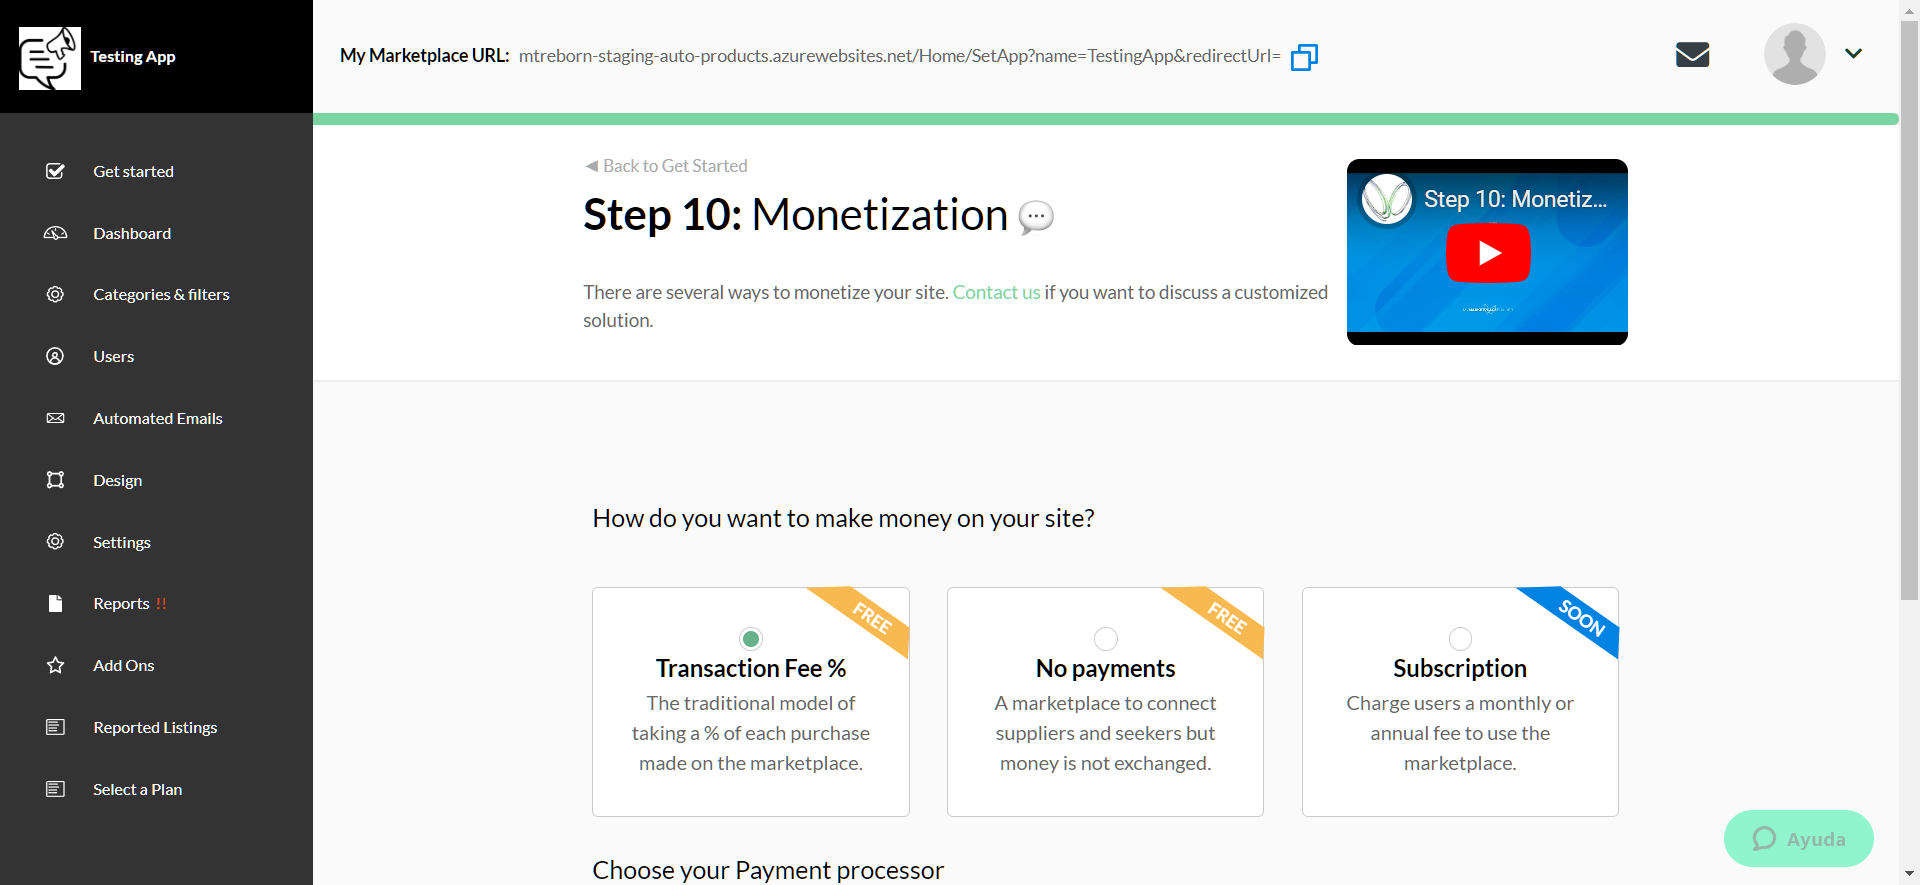 Testing App
My Marketplace URL: mtreborn-staging-auto-products.azurewebsites.net/Home/SetApp?name=TestingApp&redirectUrl=
Get started
Dashboard
Categories & filters
Users
Automated Emails
Design
Settings
Reports !!
Add Ons
Reported Listings
Select a Plan
◄ Back to Get Started
Step 10: Monetization
There are several ways to monetize your site. Contact us if you want to discuss a customized
solution.
Step 10: Monetiz...
How do you want to make money on your site?
FREE
Transaction Fee %
The traditional model of
taking a % of each purchase
made on the marketplace.
FREE
No payments
A marketplace to connect
suppliers and seekers but
money is not exchanged.
SOON
Subscription
Charge users a monthly or
annual fee to use the
marketplace.
Choose your Payment processor
Ayuda